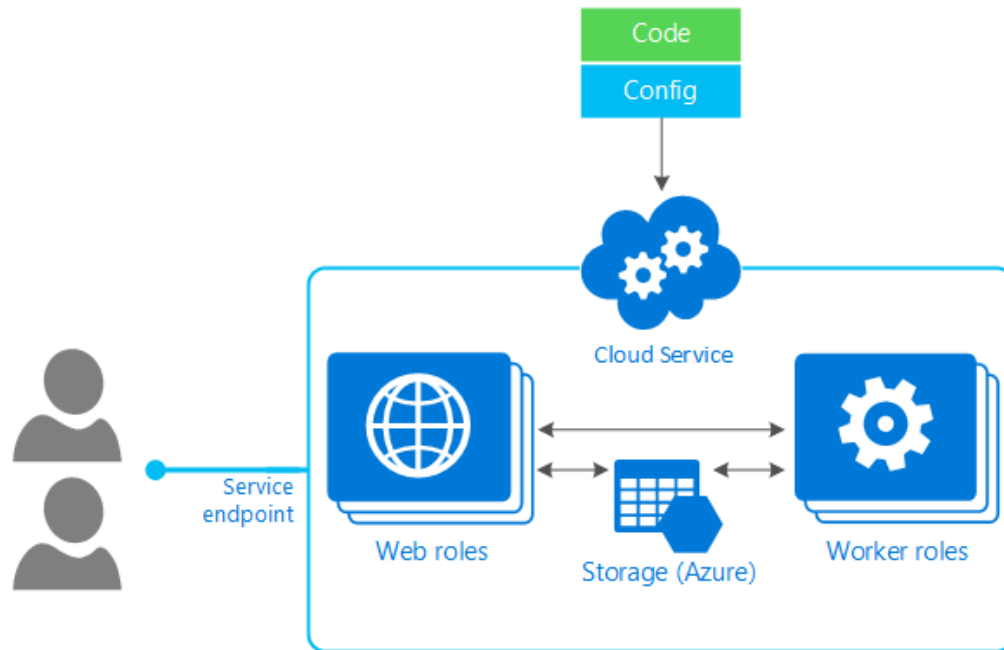 Code
Config
Cloud Service
Service
endpoint
Web roles
Storage (Azure)
Worker roles